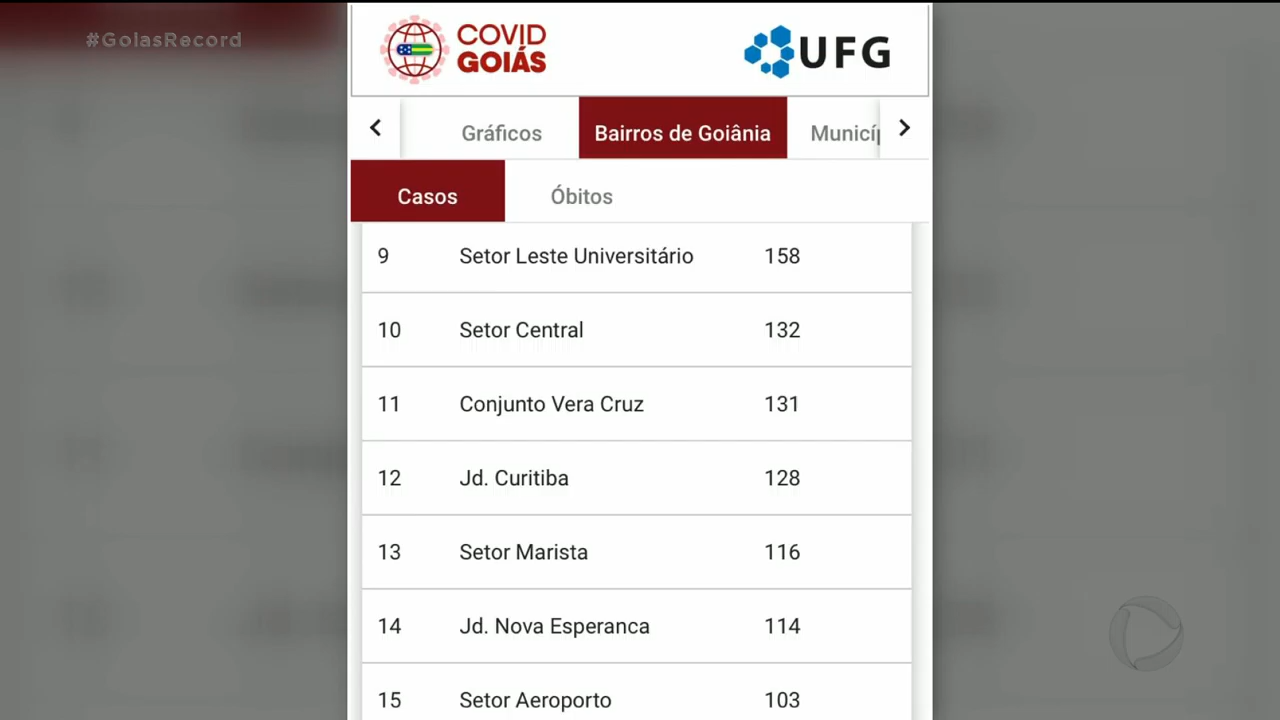 #GoiasRecord
COVID
GOIÁS
UFG
Gráficos
Bairros de Goiânia
Casos
Óbitos
9 Setor Leste Universitário 158
10 Setor Central 132
11 Conjunto Vera Cruz 131
12 Jd. Curitiba 128
13 Setor Marista 116
14 Jd. Nova Esperanca 114
15 Setor Aeroporto 103